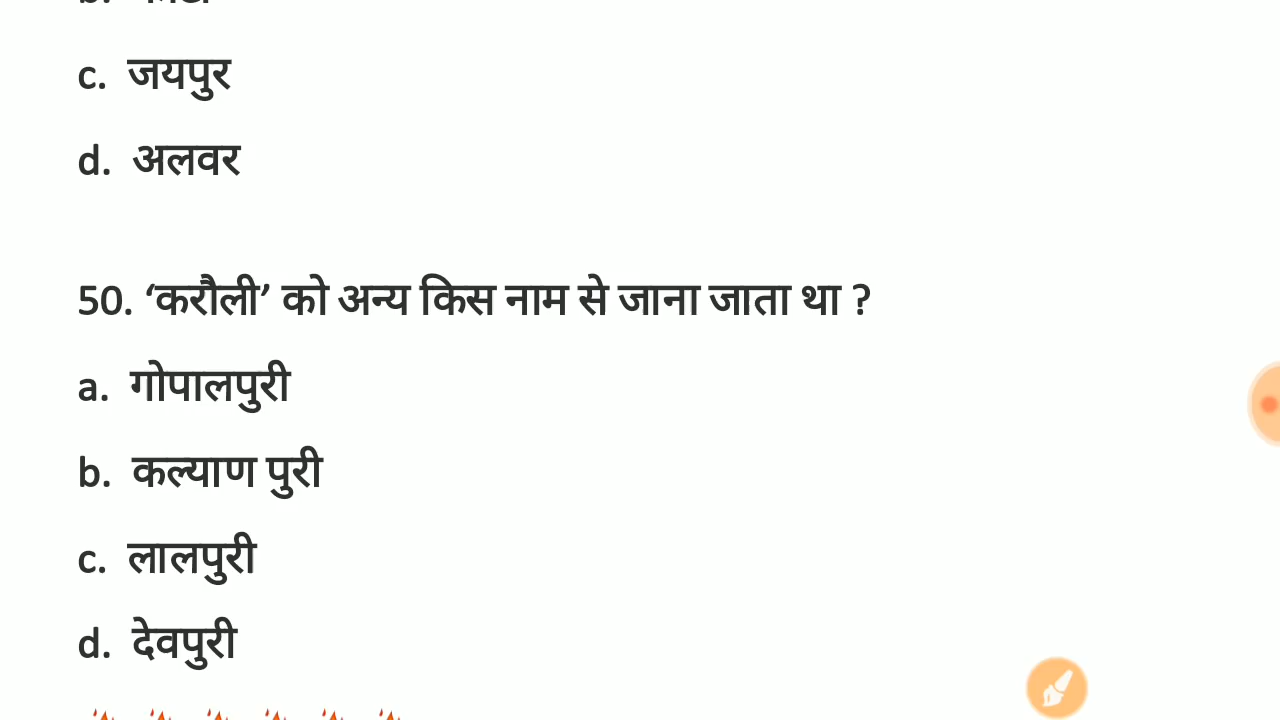 c. जयपुर
d. अलवर
50. ‘करौली’ को अन्य किस नाम से जाना जाता था ?
a. गोपालपुरी
b. कल्याण पुरी
c. लालपुरी
d. देवपुरी